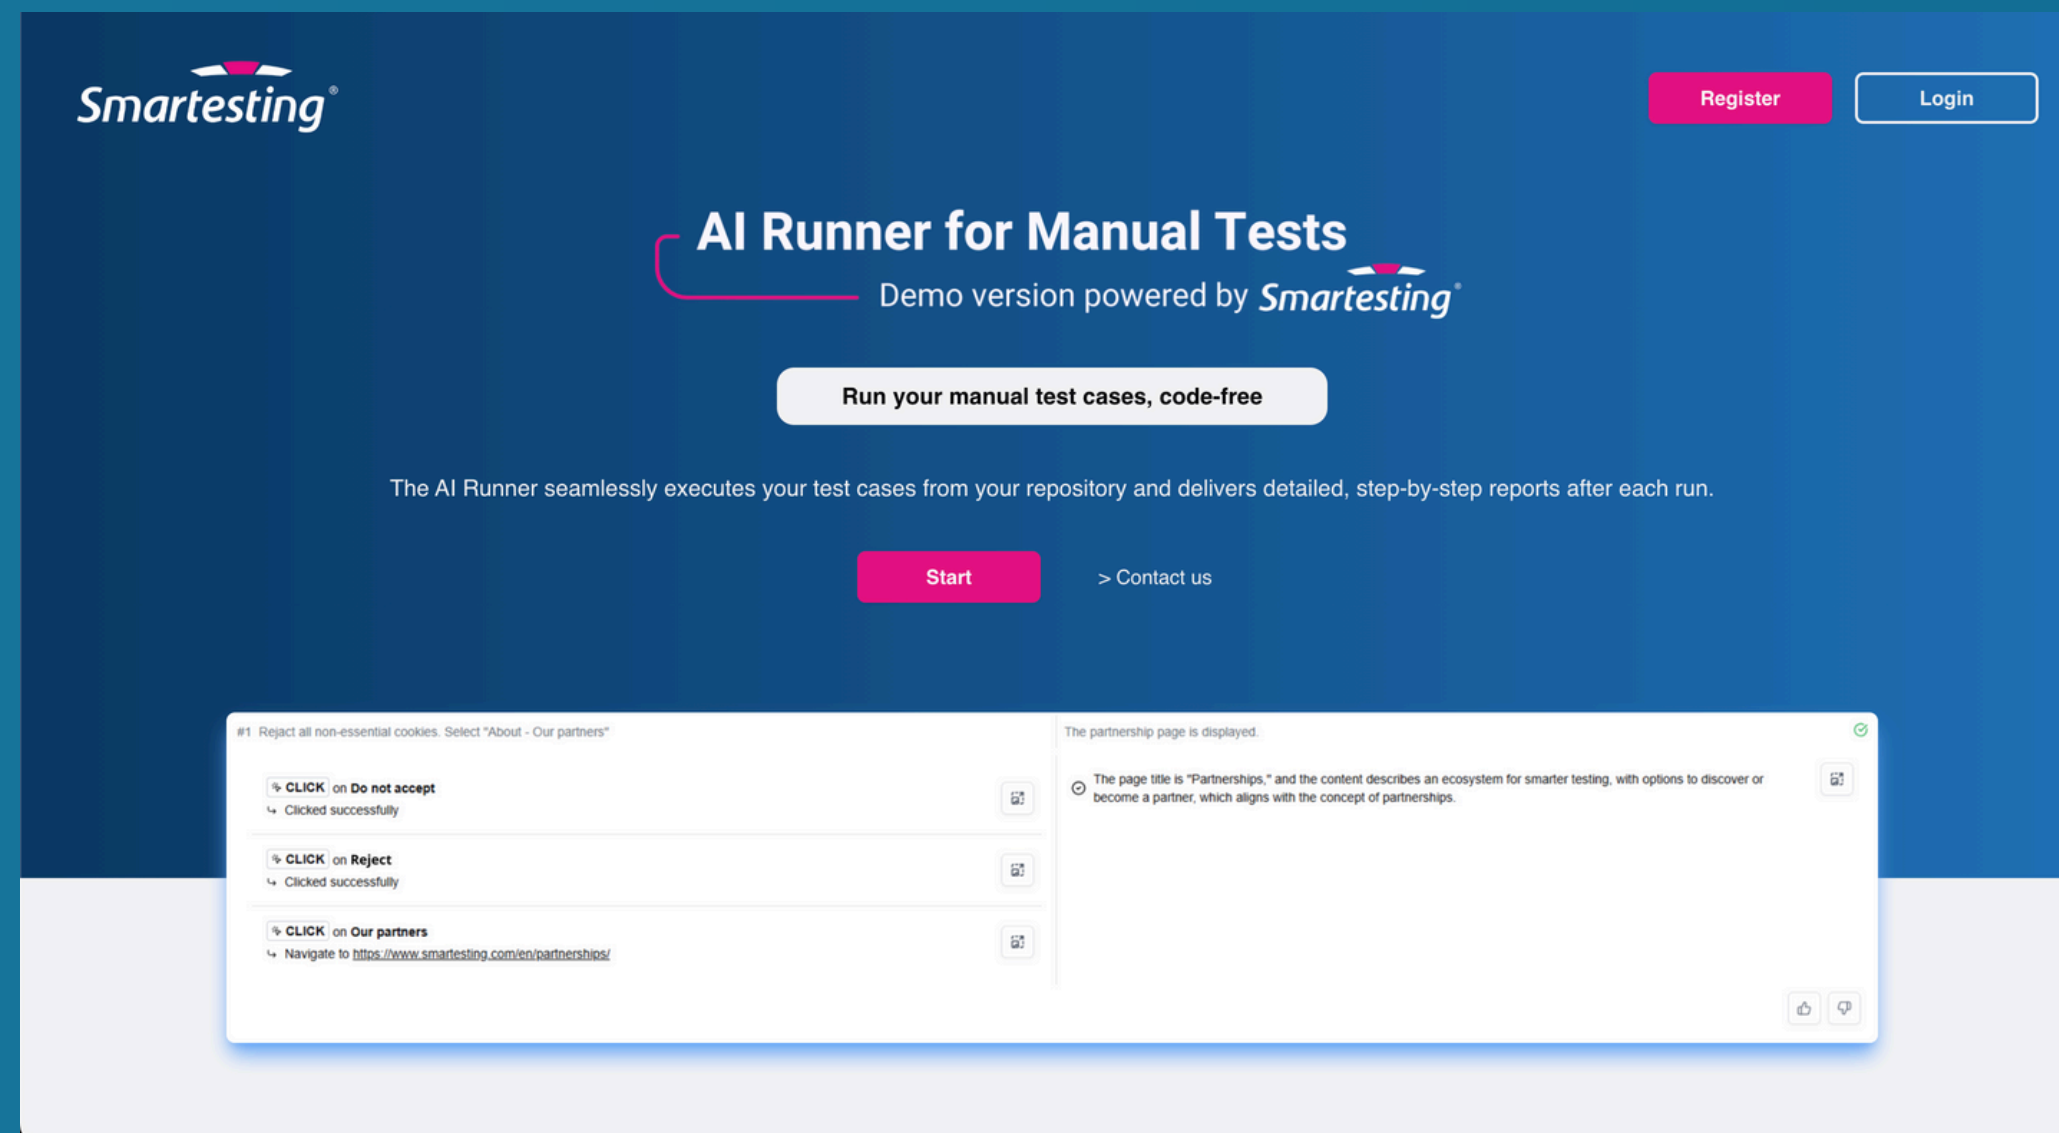 Smartesting®
Register
Login
AI Runner for Manual Tests
Demo version powered by Smartesting®
Run your manual test cases, code-free
The AI Runner seamlessly executes your test cases from your repository and delivers detailed, step-by-step reports after each run.
Start
> Contact us
#1 Rejact all non-essential cookies. Select "About - Our partners"
The partnership page is displayed.
CLICK on Do not accept
Clicked successfully
CLICK on Reject
Clicked successfully
CLICK on Our partners
Navigate to https://www.smartesting.com/en/partnerships/
The page title is "Partnerships," and the content describes an ecosystem for smarter testing, with options to discover or
become a partner, which aligns with the concept of partnerships.